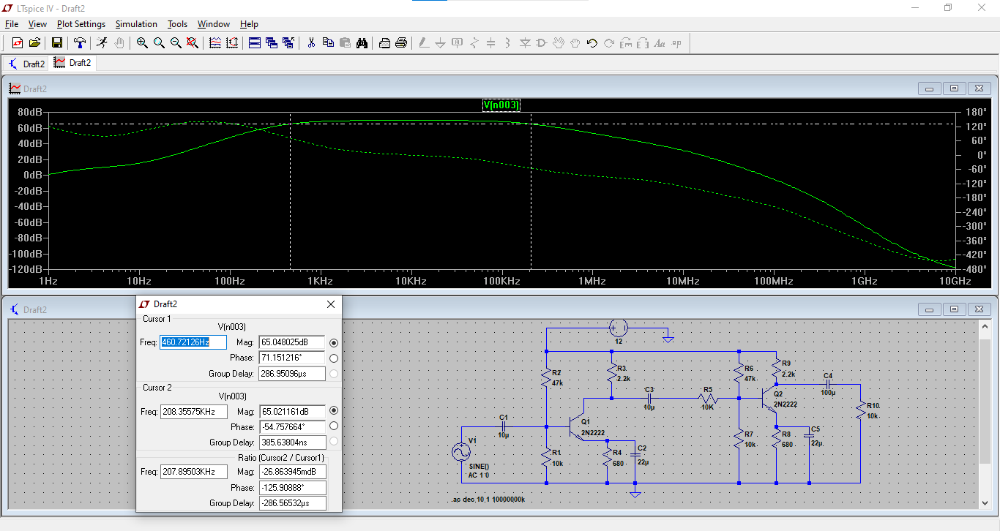 LTspice IV - Draft2
File View Plot Settings Simulation Tools Window Help
Draft2 Draft2
Draft2
V(n003)
80dB 180°
60dB 120°
40dB 60°
20dB 0°
0dB -60°
-20dB -120°
-40dB -180°
-60dB -240°
-80dB -300°
-100dB -360°
-120dB -420°
-480°
1Hz 10Hz 100Hz 1KHz 10KHz 100KHz 1MHz 10MHz 100MHz 1GHz 10GHz
Draft2
Draft2
Cursor 1
V(n003)
Freq: 460.72126Hz Mag: 65.048025dB
Phase: 71.151216°
Group Delay: 286.95096µs
Cursor 2
V(n003)
Freq: 208.35575KHz Mag: 65.021161dB
Phase: -54.757664°
Group Delay: 385.63804ns
Ratio (Cursor2 / Cursor1)
Freq: 207.89503KHz Mag: -26.863945mdB
Phase: -125.90888°
Group Delay: -286.56532µs
12
R2
47k
R3
2.2k
R6
47k
R9
2.2k
C4
100µ
C3
10µ
R5
10K
Q2
2N2222
R10
10k
C1
10µ
Q1
2N2222
V1
SINE()
AC 1 0
R1
10k
R4
680
C2
22µ
R7
10k
R8
680
C5
22µ
.ac dec 10 1 10000000k